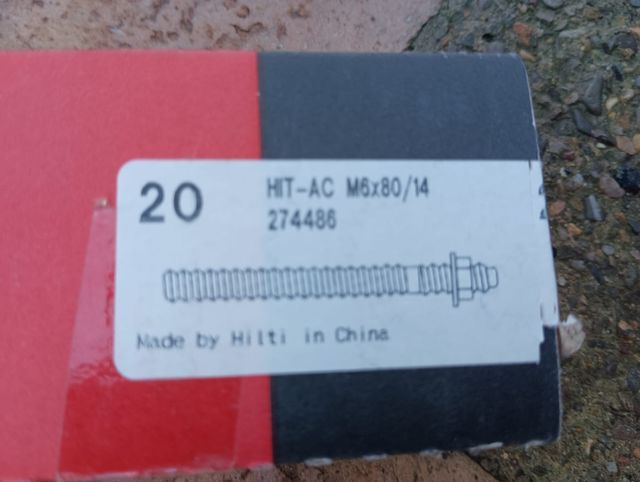 20
HIT-AC M6x80/14
274486
Made by Hilti in China